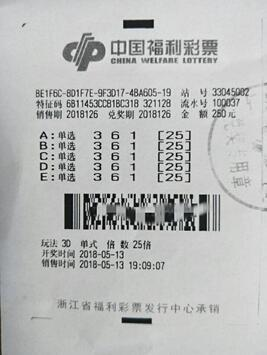 中国福利彩票
CHINA WELFARE LOTTERY
BE1F6C-8D1F7E-9F3D17-4BA605-19 站 号 33045002
特征码 6B11453CCB1BC31B 321128 流水号 100037
销售期 2018126 兑奖期 2018126 金 额 250元
A:单选 3 6 1 [25]
B:单选 3 6 1 [25]
C:单选 3 6 1 [25]
D:单选 3 6 1 [25]
E:单选 3 6 1 [25]
玩法 3D 单式 倍 数 25倍
开奖时间 2018-05-13
销售时间 2018-05-13 19:09:07
浙江省福利彩票发行中心承销